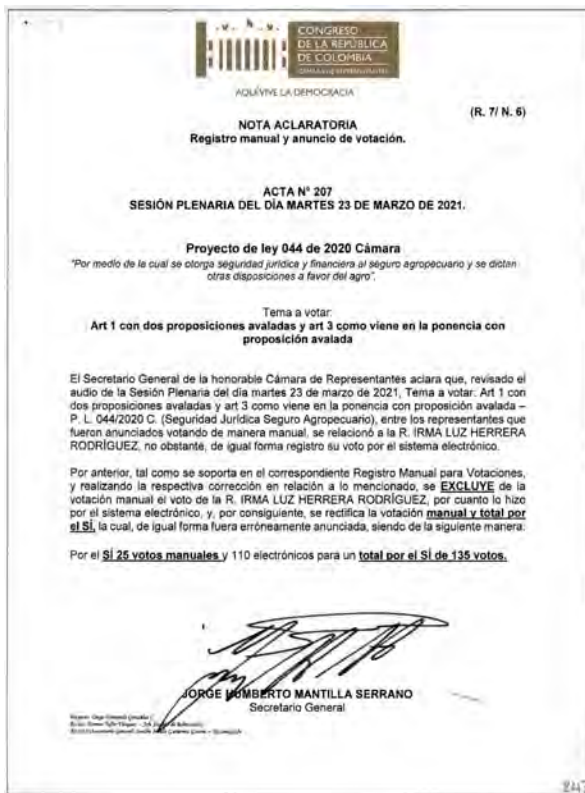 CONGRESO
DE LA REPÚBLICA
DE COLOMBIA
AQUÍ VIVE LA DEMOCRACIA
(R. 7/ N. 6)
NOTA ACLARATORIA
Registro manual y anuncio de votación.
ACTA N° 207
SESIÓN PLENARIA DEL DÍA MARTES 23 DE MARZO DE 2021.
Proyecto de ley 044 de 2020 Cámara
"Por medio de la cual se otorga seguridad jurídica y financiera al seguro agropecuario y se dictan
otras disposiciones a favor del agro".
Tema a votar:
Art 1 con dos proposiciones avaladas y art 3 como viene en la ponencia con
proposición avalada
El Secretario General de la honorable Cámara de Representantes aclara que, revisado el
audio de la Sesión Plenaria del día martes 23 de marzo de 2021, Tema a votar: Art 1 con
dos proposiciones avaladas y art 3 como viene en la ponencia con proposición avalada –
P. L. 044/2020 C. (Seguridad Jurídica Seguro Agropecuario), entre los representantes que
fueron anunciados votando de manera manual, se relacionó a la R. IRMA LUZ HERRERA
RODRÍGUEZ, no obstante, de igual forma registro su voto por el sistema electrónico.
Por anterior, tal como se soporta en el correspondiente Registro Manual para Votaciones,
y realizando la respectiva corrección en relación a lo mencionado, se EXCLUYE de la
votación manual el voto de la R. IRMA LUZ HERRERA RODRÍGUEZ, por cuanto lo hizo
por el sistema electrónico, y, por consiguiente, se rectifica la votación manual y total por
el SÍ, la cual, de igual forma fuera erróneamente anunciada, siendo de la siguiente manera:
Por el SÍ 25 votos manuales y 110 electrónicos para un total por el SÍ de 135 votos.
JORGE HUMBERTO MANTILLA SERRANO
Secretario General